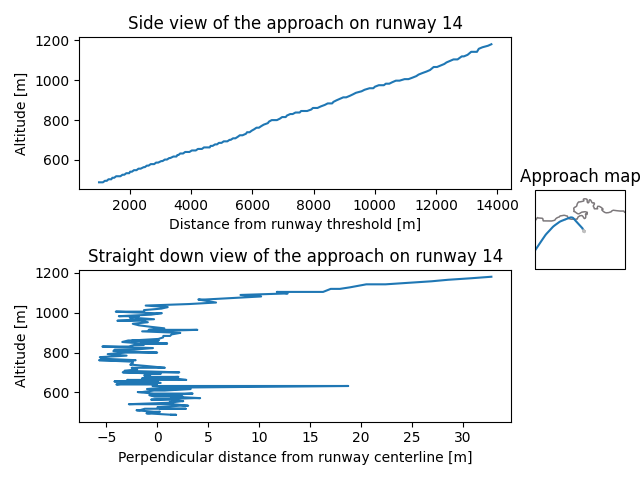 Side view of the approach on runway 14
1200
1000
800
600
Altitude [m]
2000 4000 6000 8000 10000 12000 14000
Distance from runway threshold [m]
Approach map
Straight down view of the approach on runway 14
1200
1000
800
600
Altitude [m]
−5 0 5 10 15 20 25 30
Perpendicular distance from runway centerline [m]